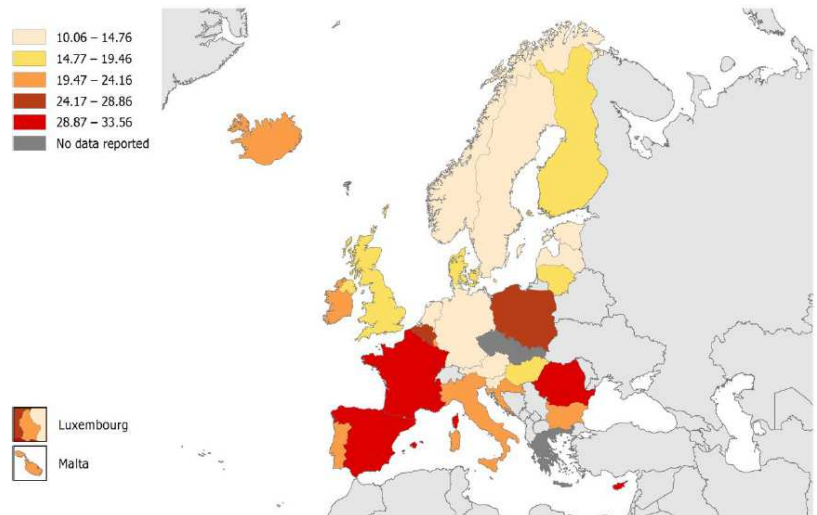 10.06 – 14.76
14.77 – 19.46
19.47 – 24.16
24.17 – 28.86
28.87 – 33.56
No data reported
Luxembourg
Malta